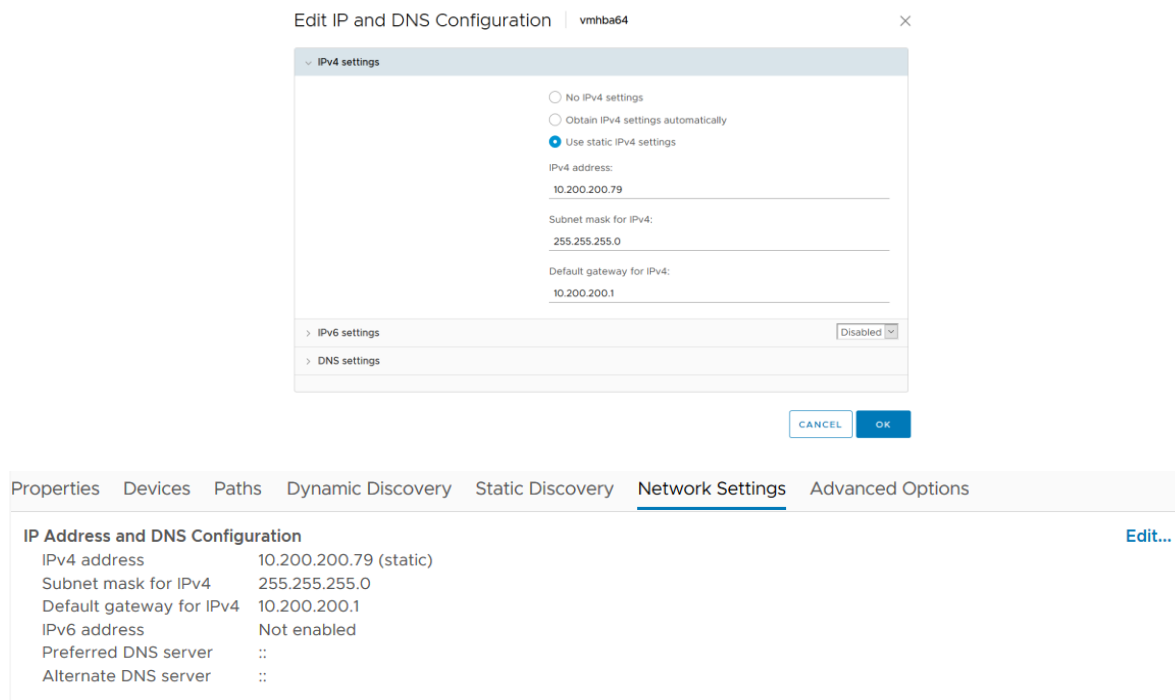 Edit IP and DNS Configuration vmhba64
IPv4 settings
No IPv4 settings
Obtain IPv4 settings automatically
Use static IPv4 settings
IPv4 address:
10.200.200.79
Subnet mask for IPv4:
255.255.255.0
Default gateway for IPv4:
10.200.200.1
IPv6 settings Disabled
DNS settings
CANCEL OK
Properties Devices Paths Dynamic Discovery Static Discovery Network Settings Advanced Options
IP Address and DNS Configuration Edit...
IPv4 address 10.200.200.79 (static)
Subnet mask for IPv4 255.255.255.0
Default gateway for IPv4 10.200.200.1
IPv6 address Not enabled
Preferred DNS server ::
Alternate DNS server ::